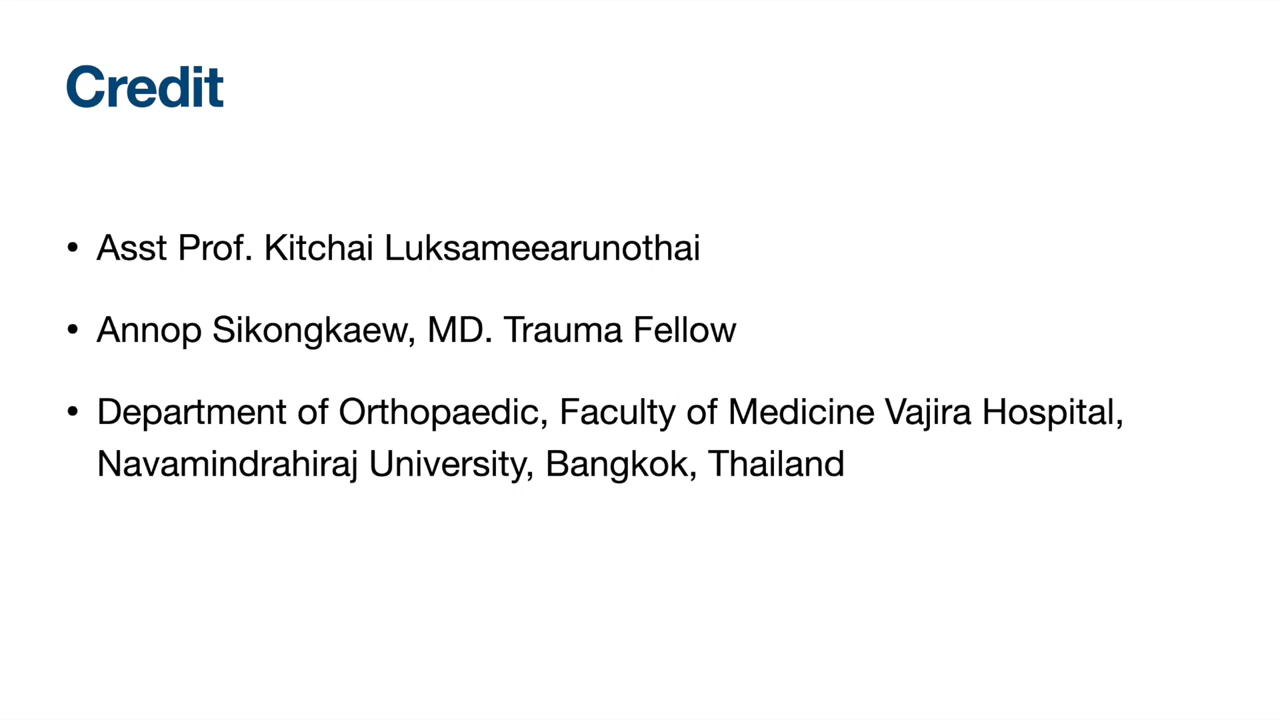 Credit
• Asst Prof. Kitchai Luksameearunothai
• Annop Sikongkaew, MD. Trauma Fellow
• Department of Orthopaedic, Faculty of Medicine Vajira Hospital,
Navamindrahiraj University, Bangkok, Thailand